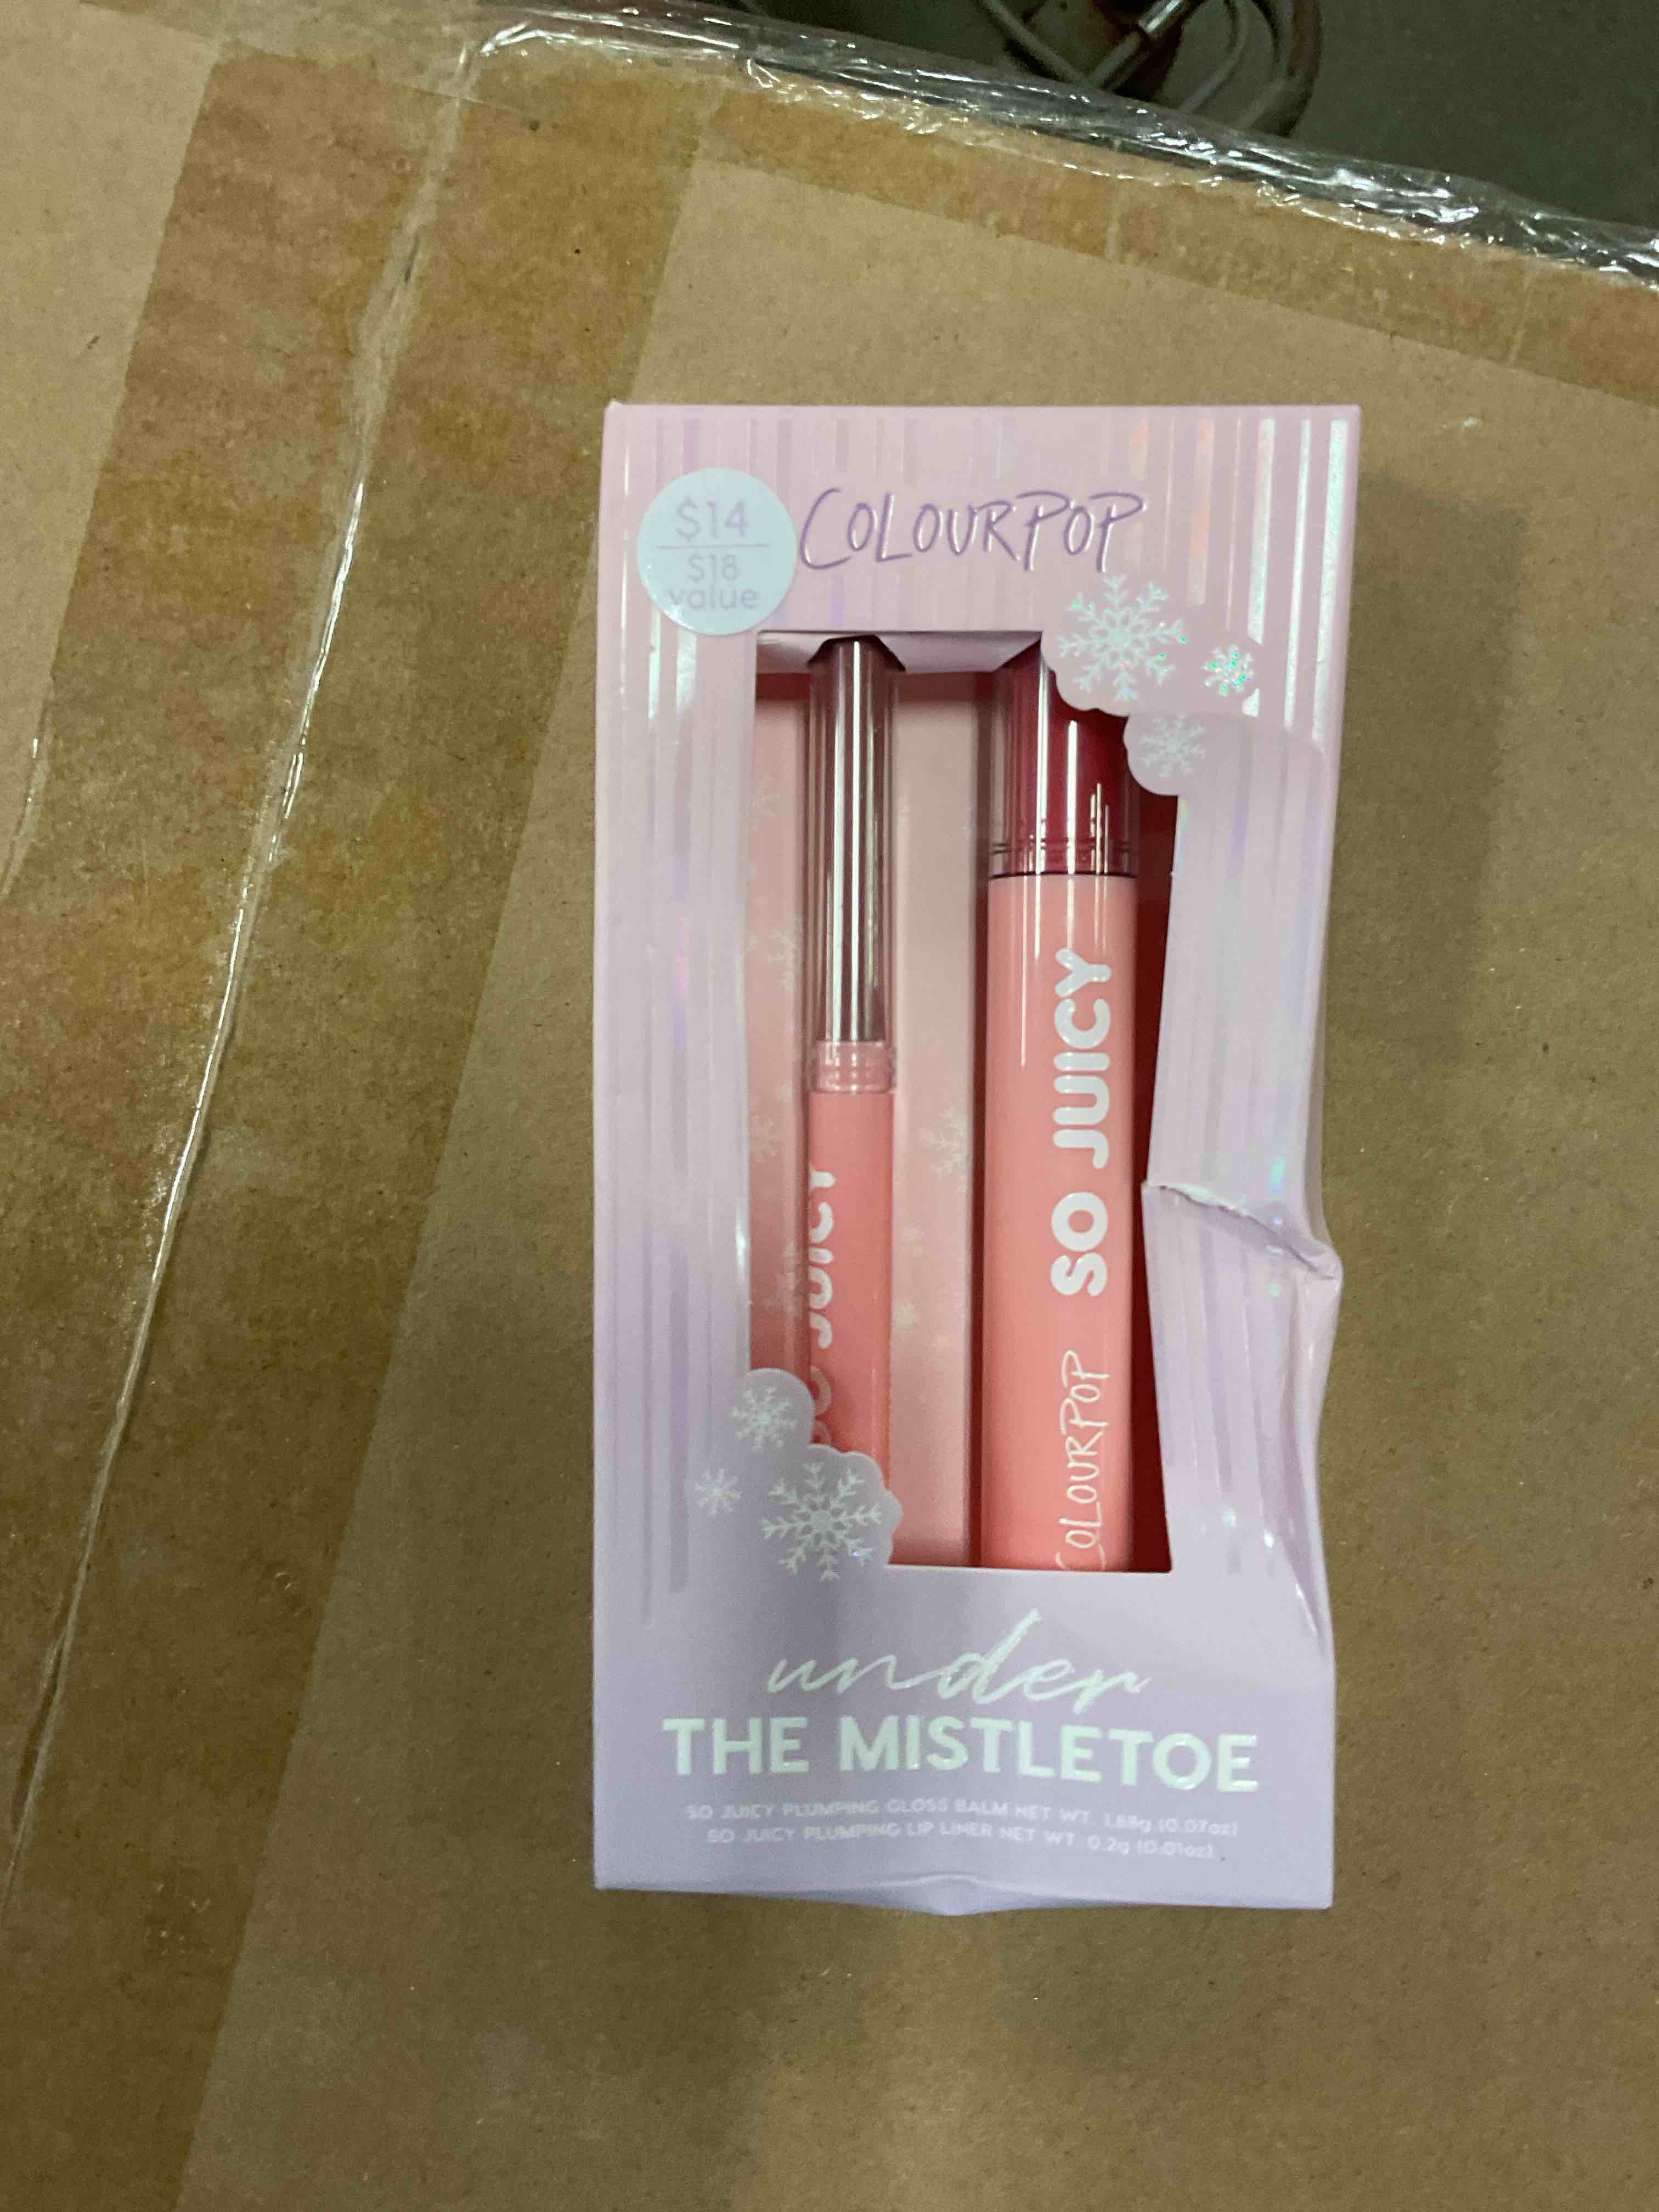 $14
$18
value
COLOURPOP
SO JUICY
SO JUICY
COLOURPOP
under
THE MISTLETOE
SO JUICY PLUMPING GLOSS BALM NET WT. 1.68g (0.07oz)
SO JUICY PLUMPING LIP LINER NET WT. 0.2g (0.01oz)